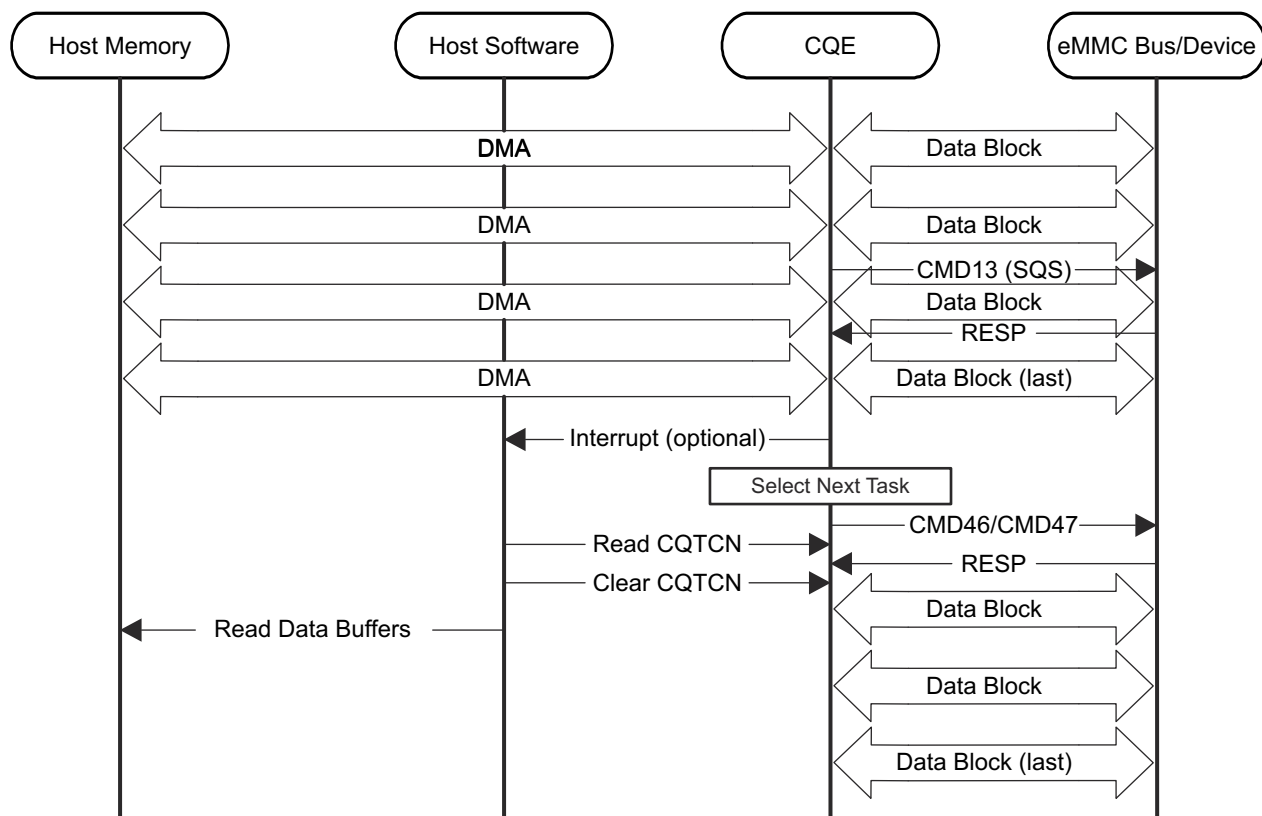 Host Memory
Host Software
CQE
eMMC Bus/Device
DMA
Data Block
DMA
Data Block
CMD13 (SQS)
DMA
Data Block
RESP
DMA
Data Block (last)
Interrupt (optional)
Select Next Task
CMD46/CMD47
Read CQTCN
RESP
Clear CQTCN
Data Block
Read Data Buffers
Data Block
Data Block (last)